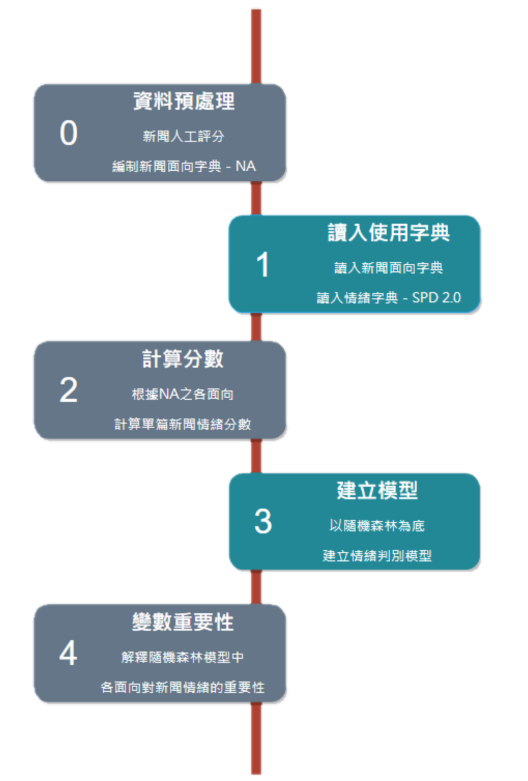 資料預處理
0
新聞人工評分
編制新聞面向字典 - NA
讀入使用字典
1
讀入新聞面向字典
讀入情緒字典 - SPD 2.0
計算分數
2
根據NA之各面向
計算單篇新聞情緒分數
建立模型
3
以隨機森林為底
建立情緒判別模型
變數重要性
4
解釋隨機森林模型中
各面向對新聞情緒的重要性